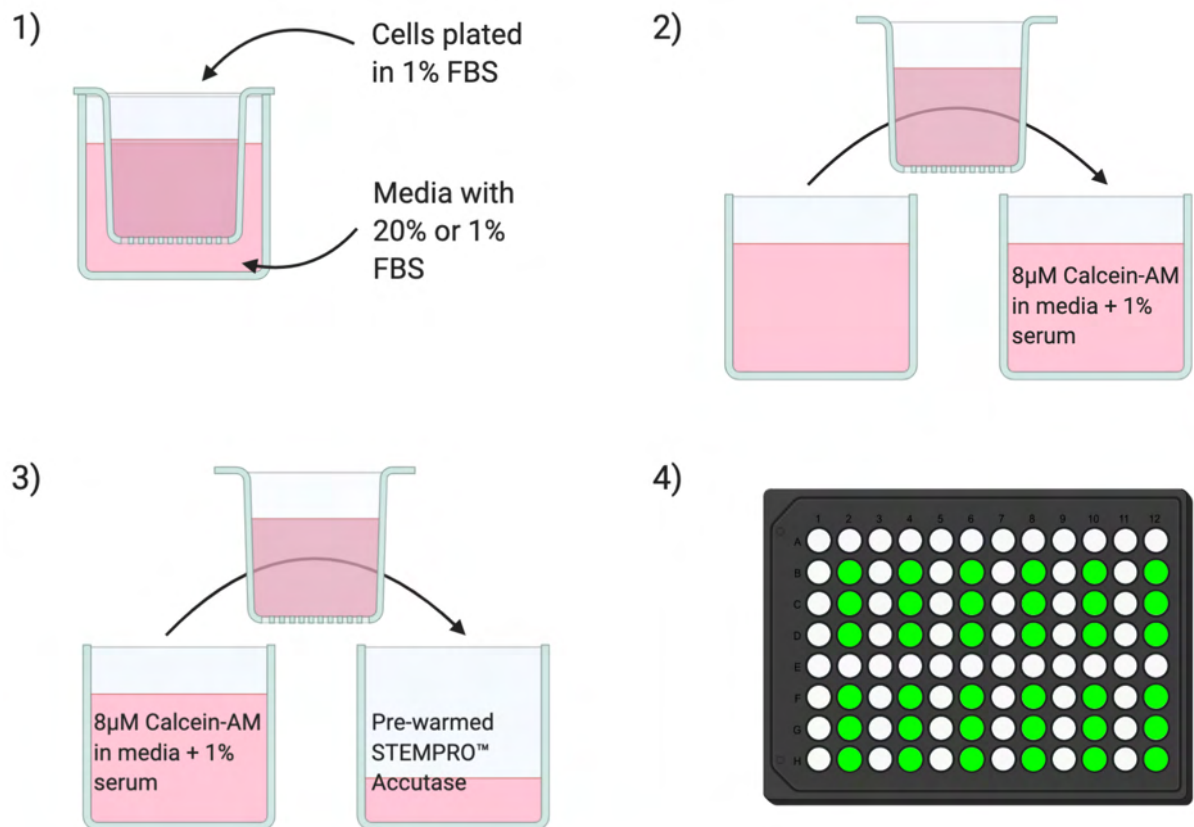 1)
Cells plated
in 1% FBS
Media with
20% or 1%
FBS
2)
8µM Calcein-AM
in media + 1%
serum
3)
8µM Calcein-AM
in media + 1%
serum
Pre-warmed
STEMPRO™
Accutase
4)
1 2 3 4 5 6 7 8 9 10 11 12
A
B
C
D
E
F
G
H